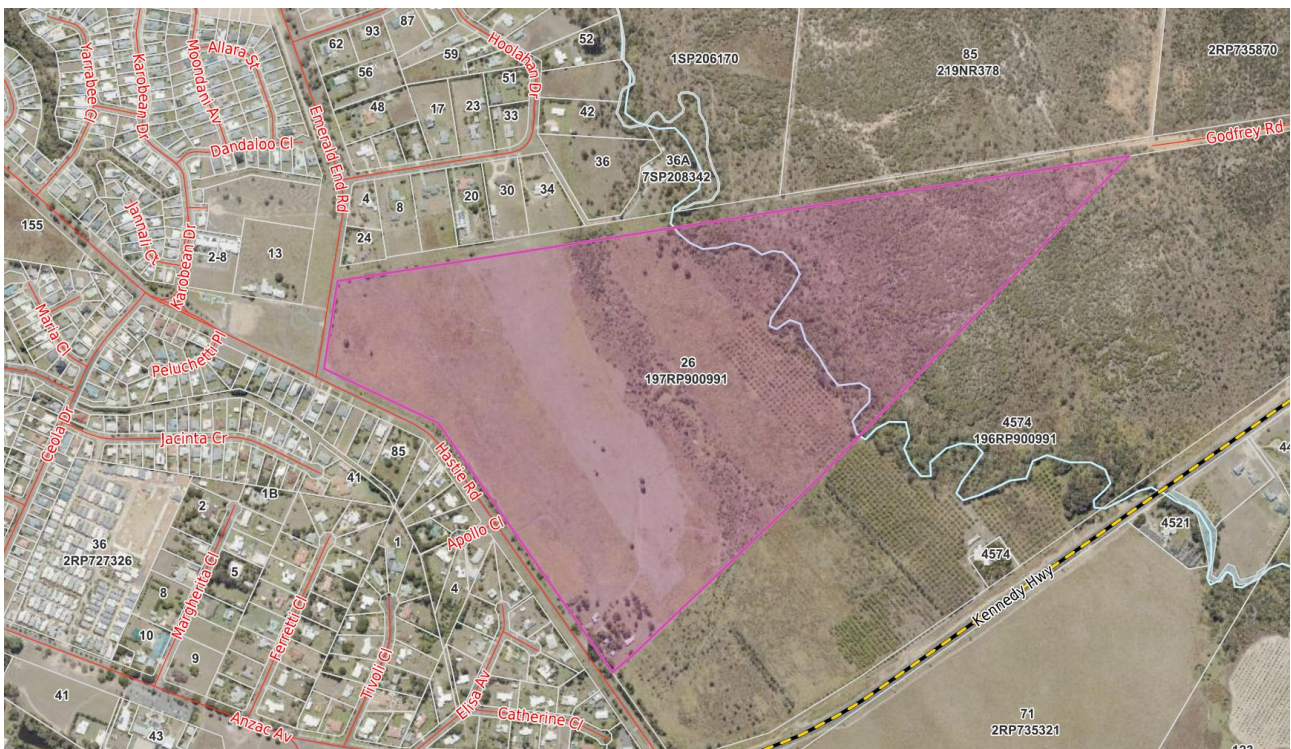 93
87
62
Hoolahan Dr
52
Yarrabee Cl
Karobean Dr
Moondani Av
Allara St
59
1SP206170
85
219NR378
2RP735870
56
51
48
17
23
33
42
Emerald End Rd
Dandaloo Cl
Godfrey Rd
36
36A
7SP208342
4
8
20
30
34
155
Jannali Ct
Karobean Dr
2-8
13
24
Maria Cl
Peluchetti Pl
26
197RP900991
Ceola Dr
Jacinta Cr
Hastie Rd
85
41
4574
196RP900991
44
2
1B
36
2RP727326
Margherita Cl
5
Ferretti Cl
1
Apollo Cl
4
4521
4574
Kennedy Hwy
8
10
9
Tivoli Cl
Elisa Av
41
43
Anzac Av
Catherine Cl
71
2RP735321